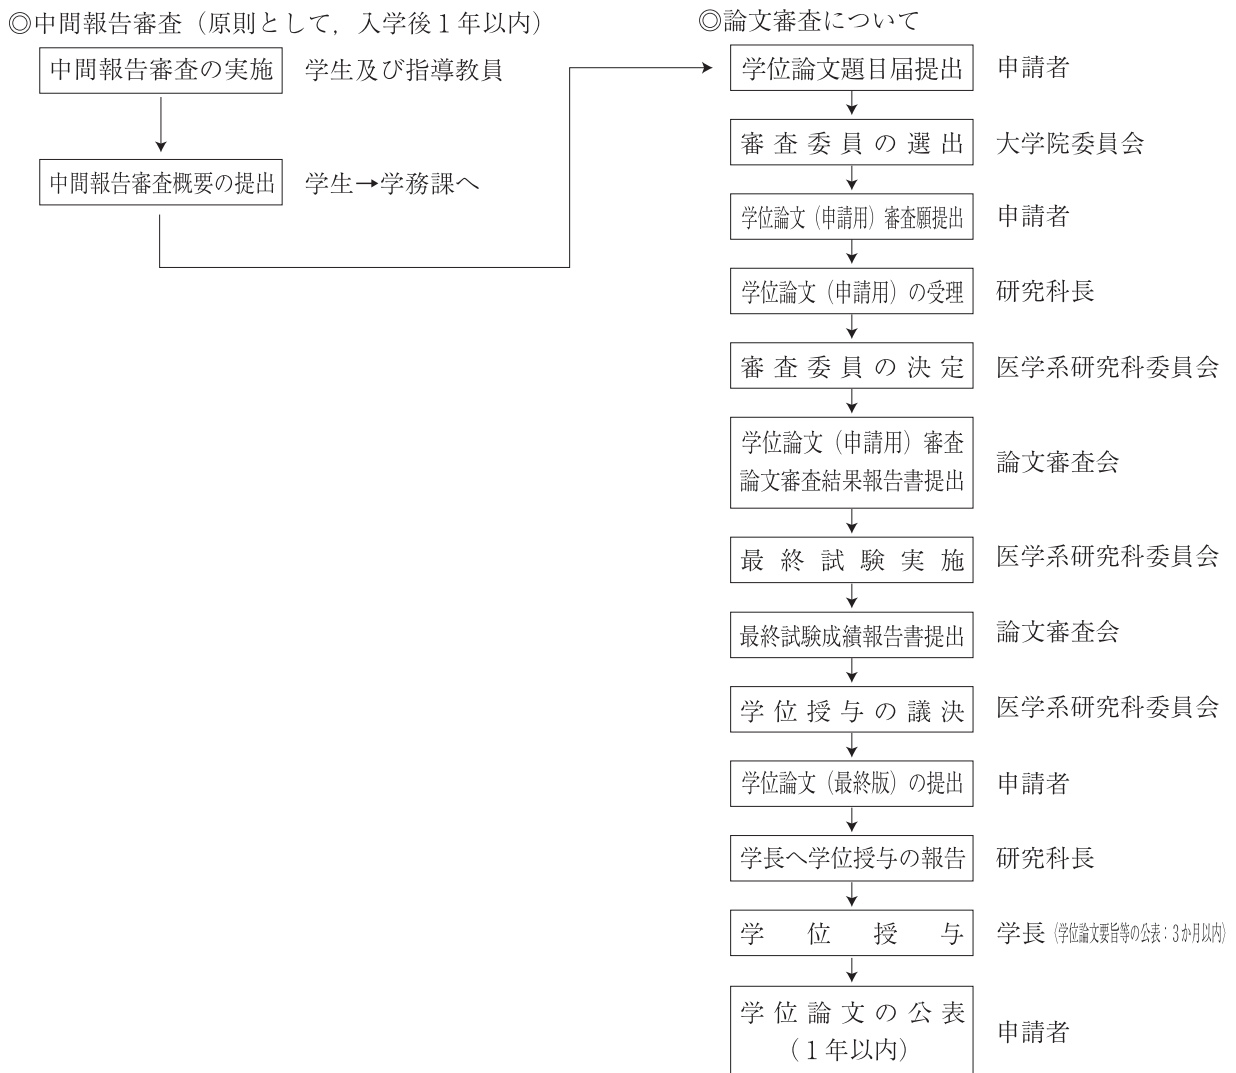 ◎中間報告審査（原則として，入学後１年以内）
中間報告審査の実施　学生及び指導教員
中間報告審査概要の提出　学生→学務課へ
◎論文審査について
学位論文題目届提出　申請者
審査委員の選出　大学院委員会
学位論文（申請用）審査願提出　申請者
学位論文（申請用）の受理　研究科長
審査委員の決定　医学系研究科委員会
学位論文（申請用）審査
論文審査結果報告書提出　論文審査会
最終試験実施　医学系研究科委員会
最終試験成績報告書提出　論文審査会
学位授与の議決　医学系研究科委員会
学位論文（最終版）の提出　申請者
学長へ学位授与の報告　研究科長
学位授与　学長（学位論文要旨等の公表：３か月以内）
学位論文の公表
（１年以内）　申請者